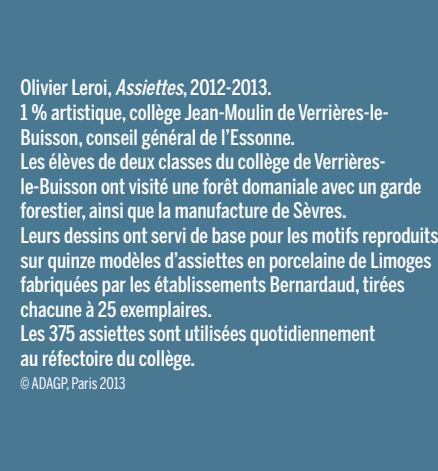 Olivier Leroi, Assiettes, 2012-2013.
1 % artistique, collège Jean-Moulin de Verrières-le-
Buisson, conseil général de l’Essonne.
Les élèves de deux classes du collège de Verrières-
le-Buisson ont visité une forêt domaniale avec un garde
forestier, ainsi que la manufacture de Sèvres.
Leurs dessins ont servi de base pour les motifs reproduits
sur quinze modèles d’assiettes en porcelaine de Limoges
fabriquées par les établissements Bernardaud, tirées
chacune à 25 exemplaires.
Les 375 assiettes sont utilisées quotidiennement
au réfectoire du collège.
© ADAGP, Paris 2013